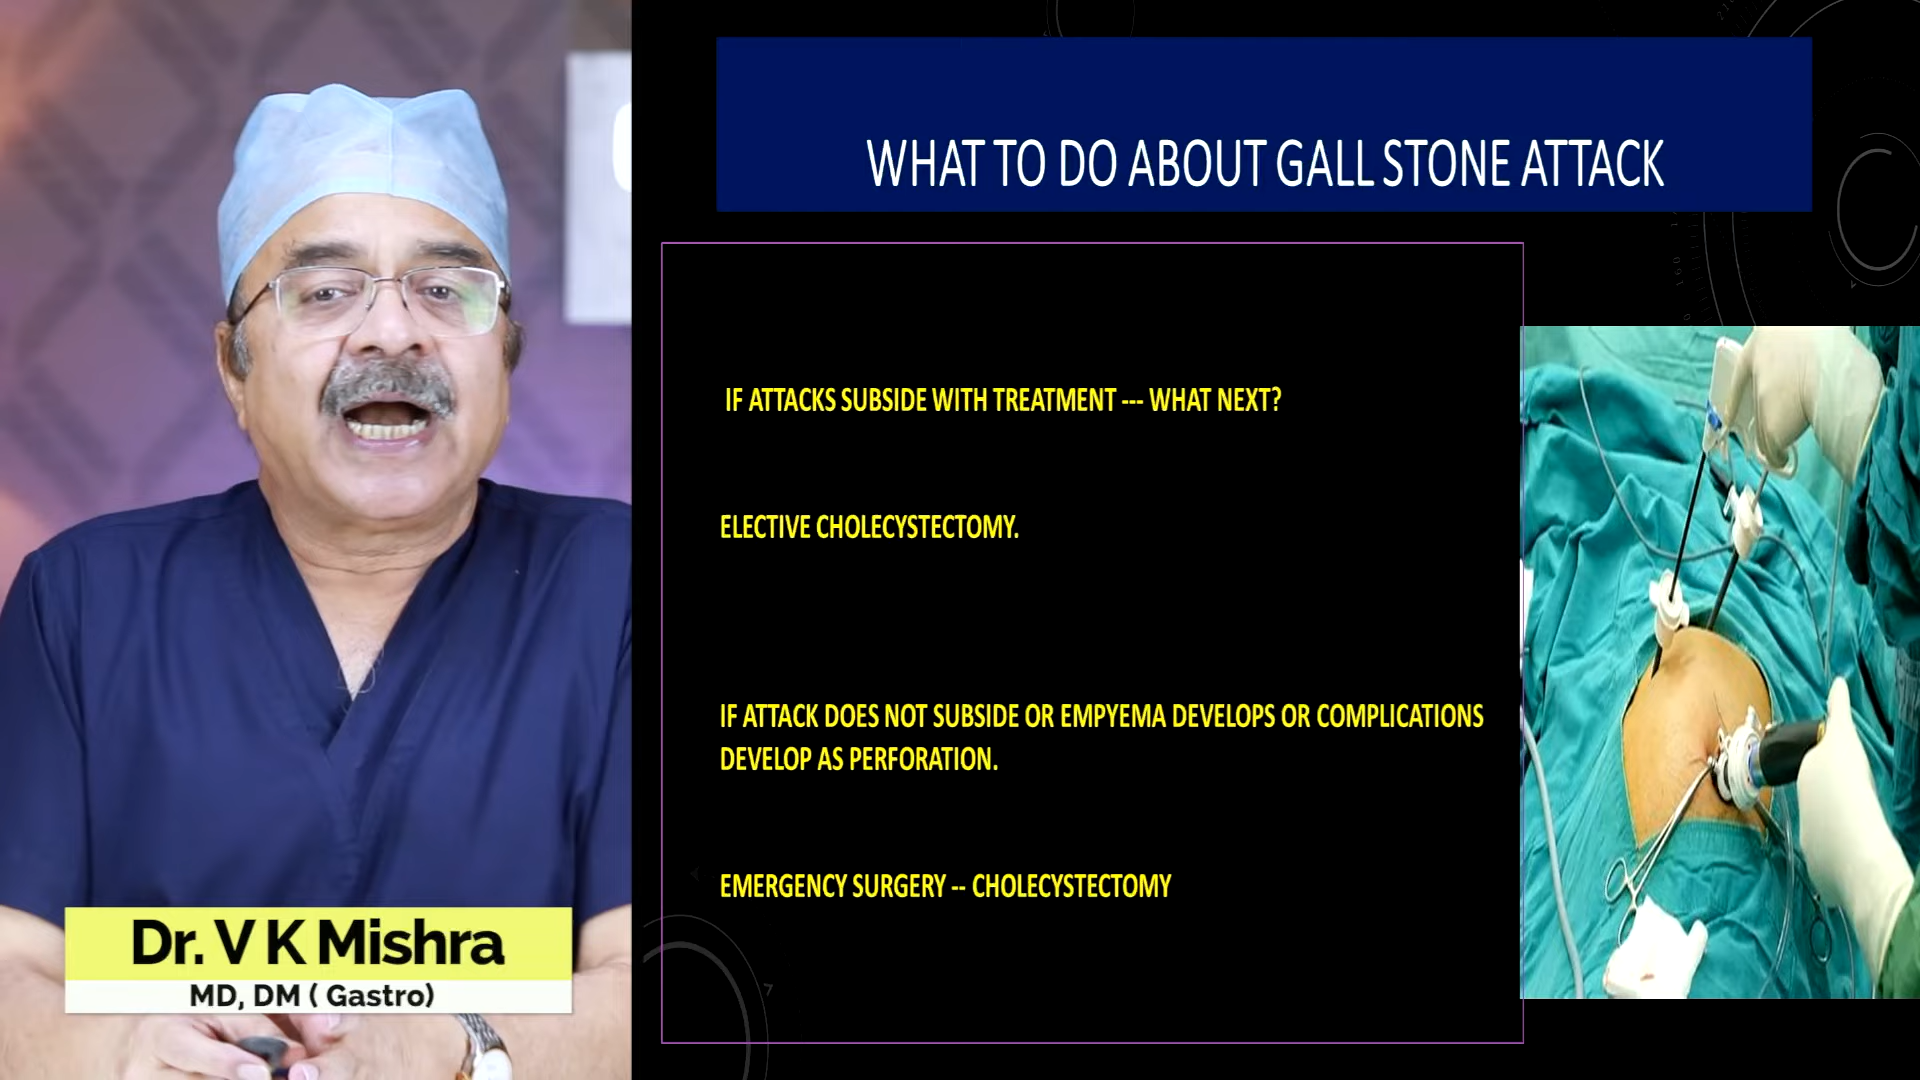 WHAT TO DO ABOUT GALL STONE ATTACK
IF ATTACKS SUBSIDE WITH TREATMENT --- WHAT NEXT?
ELECTIVE CHOLECYSTECTOMY.
IF ATTACK DOES NOT SUBSIDE OR EMPYEMA DEVELOPS OR COMPLICATIONS
DEVELOP AS PERFORATION.
EMERGENCY SURGERY -- CHOLECYSTECTOMY
Dr. V K Mishra
MD, DM ( Gastro)